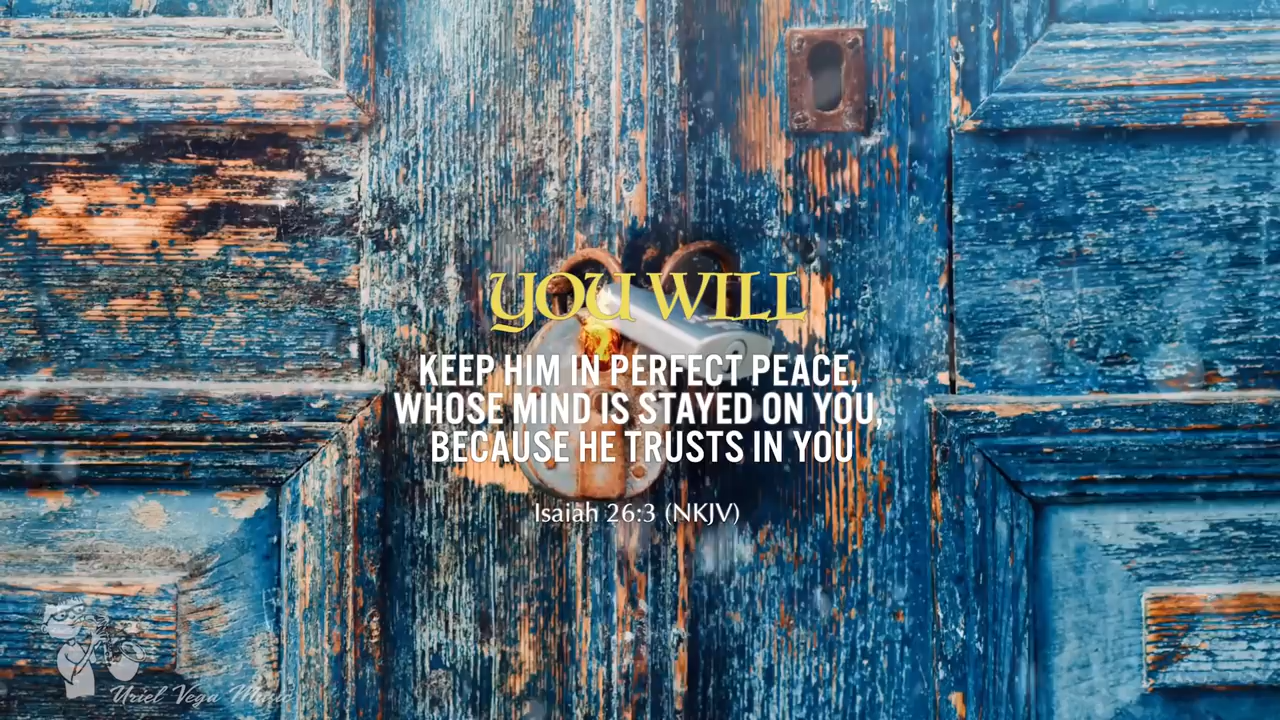 YOU WILL
KEEP HIM IN PERFECT PEACE,
WHOSE MIND IS STAYED ON YOU,
BECAUSE HE TRUSTS IN YOU
Isaiah 26:3 (NKJV)
Uriel Vega Music